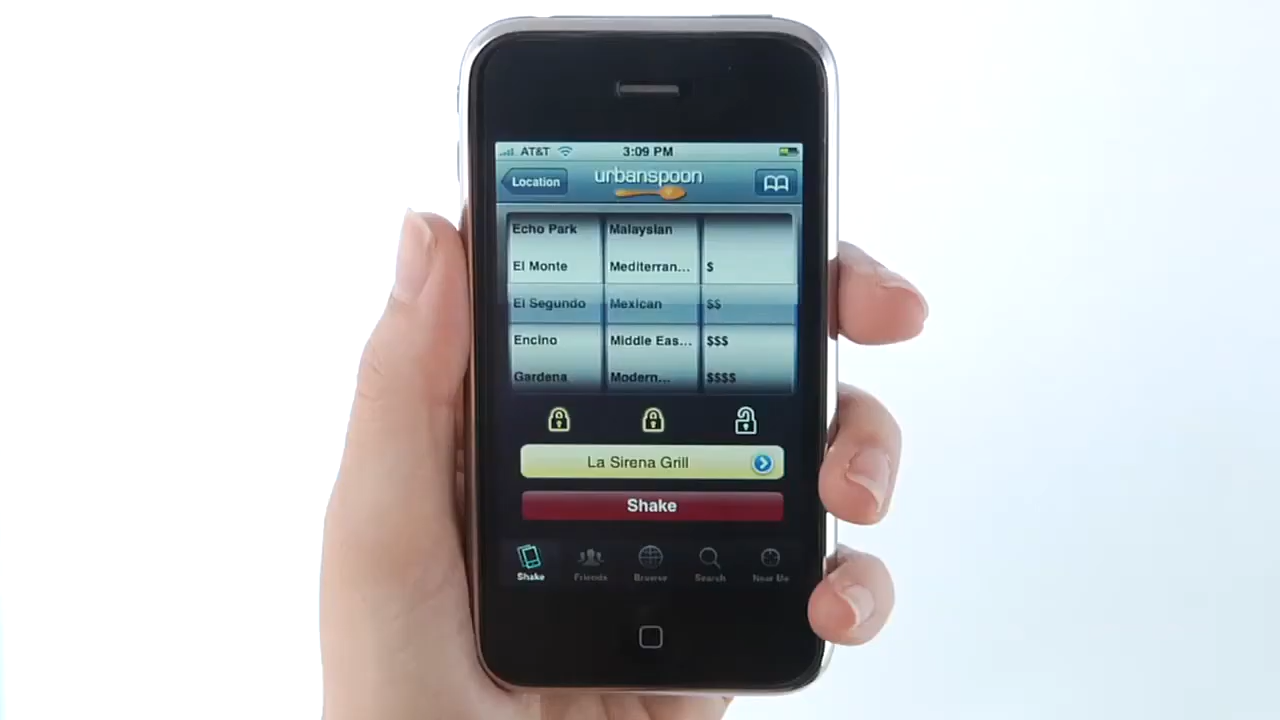 AT&T 3:09 PM
Location urbanspoon
Echo Park Malaysian
El Monte Mediterran... $
El Segundo Mexican $$
Encino Middle Eas... $$$
Gardena Modern... $$$$
La Sirena Grill
Shake
Shake Friends Browse Search Near Me